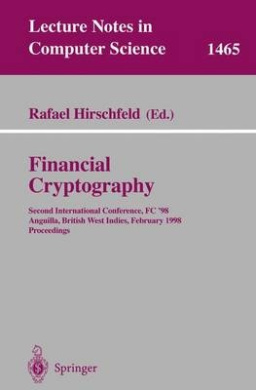 Lecture Notes in
Computer Science 1465
Rafael Hirschfeld (Ed.)
Financial
Cryptography
Second International Conference, FC '98
Anguilla, British West Indies, February 1998
Proceedings
Springer